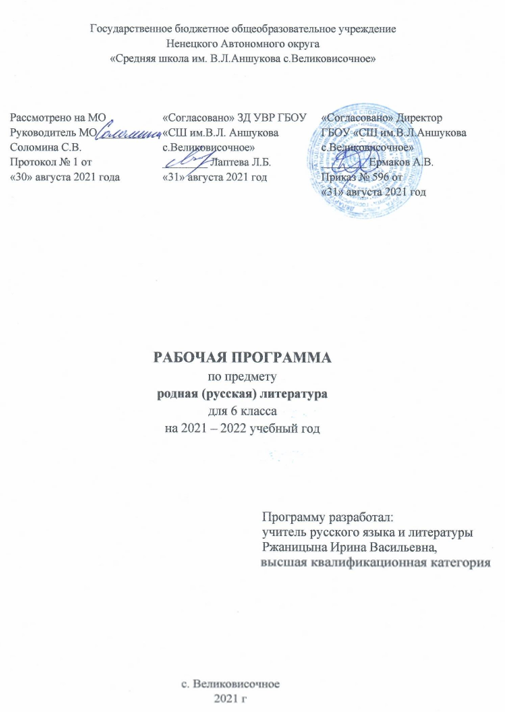 Государственное бюджетное общеобразовательное учреждение
Ненецкого Автономного округа
«Средняя школа им. В.Л.Аншукова с.Великовисочное»
Рассмотрено на МО
Руководитель МО
Соломина С.В.
Протокол № 1 от
«30» августа 2021 года
«Согласовано» ЗД УВР ГБОУ
«СШ им.В.Л. Аншукова
с.Великовисочное»
Лаптева Л.Б.
«31» августа 2021 год
«Согласовано» Директор
ГБОУ «СШ им.В.Л.Аншукова
с.Великовисочное»
Ермаков А.В.
Приказ № 596 от
«31» августа 2021 год
РАБОЧАЯ ПРОГРАММА
по предмету
родная (русская) литература
для 6 класса
на 2021 – 2022 учебный год
Программу разработал:
учитель русского языка и литературы
Ржаницына Ирина Васильевна,
высшая квалификационная категория
с. Великовисочное
2021 г